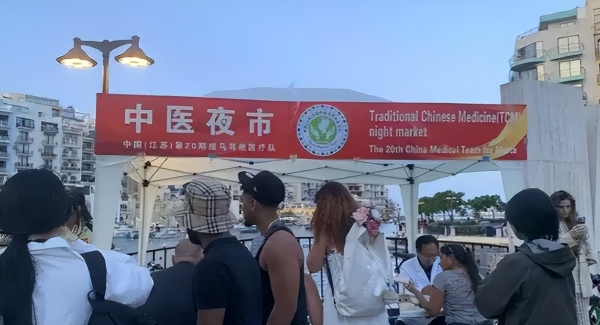 中医夜市
中国(江苏)第20期援马耳他医疗队
Traditional Chinese Medicine(TCM)
night market
The 20th China Medical Team for Malta